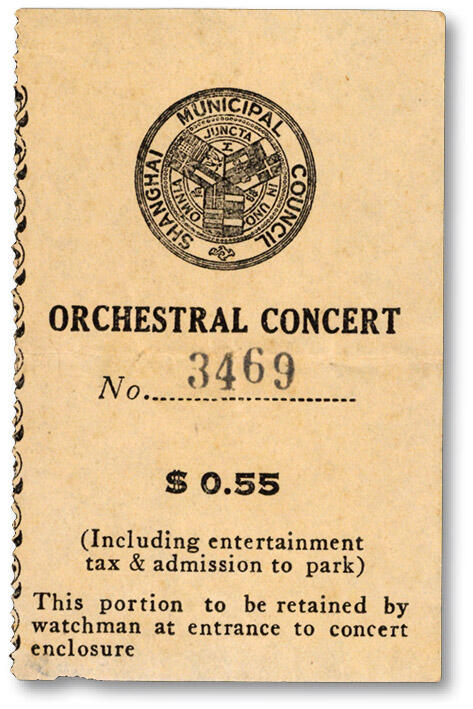 SHANGHAI MUNICIPAL COUNCIL
OMNIA JUNCTA IN UNO
ORCHESTRAL CONCERT
No. 3469
$ 0.55
(Including entertainment
tax & admission to park)
This portion to be retained by
watchman at entrance to concert
enclosure